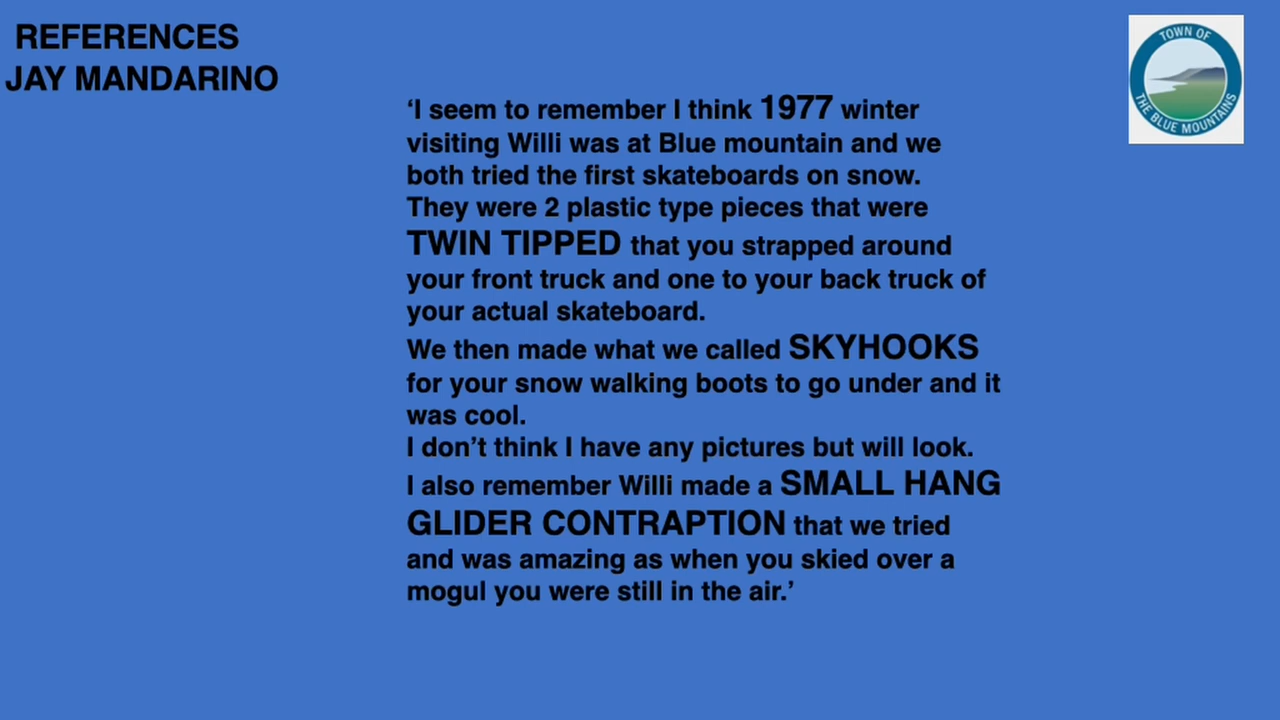 REFERENCES
JAY MANDARINO
TOWN OF
THE BLUE MOUNTAINS
‘I seem to remember I think 1977 winter
visiting Willi was at Blue mountain and we
both tried the first skateboards on snow.
They were 2 plastic type pieces that were
TWIN TIPPED that you strapped around
your front truck and one to your back truck of
your actual skateboard.
We then made what we called SKYHOOKS
for your snow walking boots to go under and it
was cool.
I don’t think I have any pictures but will look.
I also remember Willi made a SMALL HANG
GLIDER CONTRAPTION that we tried
and was amazing as when you skied over a
mogul you were still in the air.’